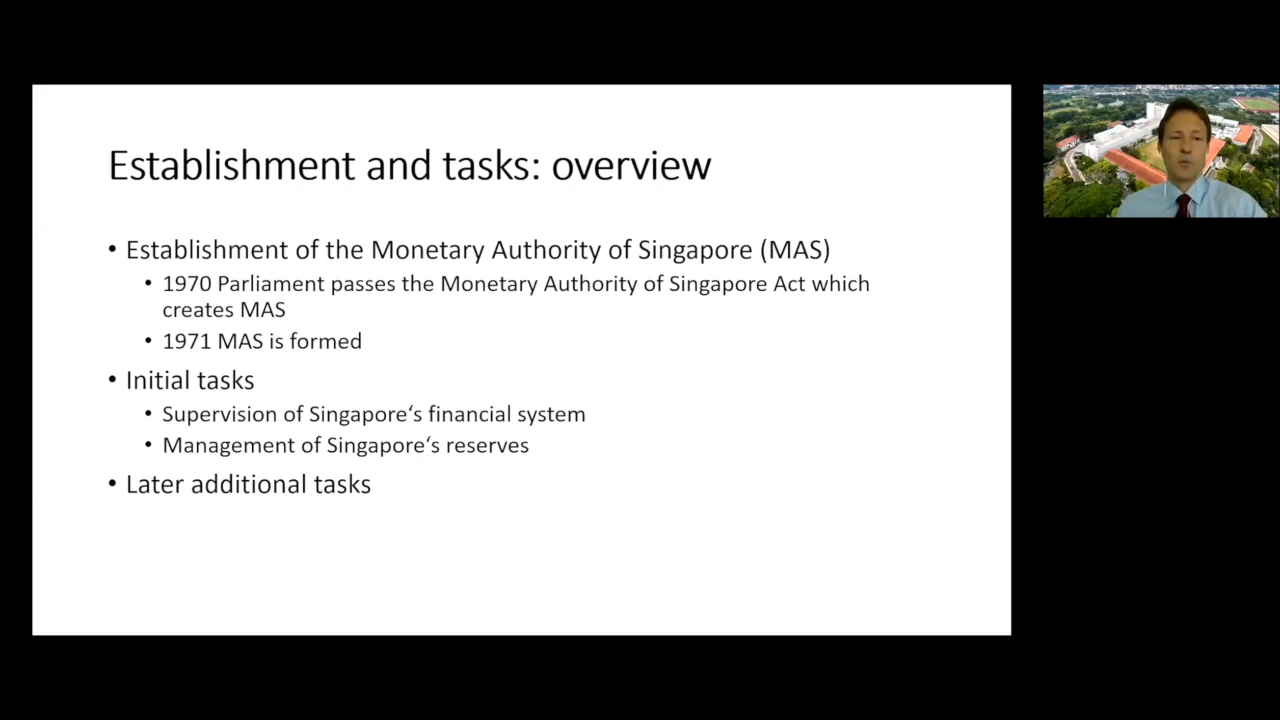 Establishment and tasks: overview
• Establishment of the Monetary Authority of Singapore (MAS)
• 1970 Parliament passes the Monetary Authority of Singapore Act which
creates MAS
• 1971 MAS is formed
• Initial tasks
• Supervision of Singapore‘s financial system
• Management of Singapore‘s reserves
• Later additional tasks